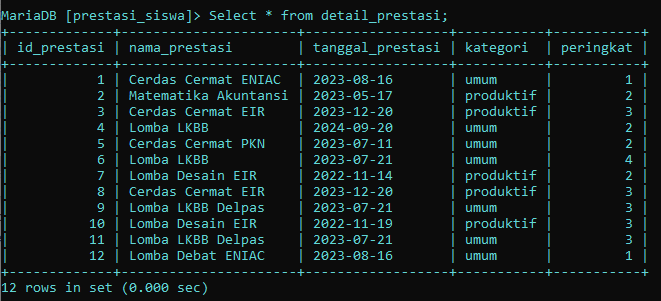 MariaDB [prestasi_siswa]> Select * from detail_prestasi;
+-------------+----------------------+------------------+-----------+-----------+
| id_prestasi | nama_prestasi        | tanggal_prestasi | kategori  | peringkat |
+-------------+----------------------+------------------+-----------+-----------+
|           1 | Cerdas Cermat ENIAC  | 2023-08-16       | umum      |         1 |
|           2 | Matematika Akuntansi | 2023-05-17       | produktif |         2 |
|           3 | Cerdas Cermat EIR    | 2023-12-20       | produktif |         3 |
|           4 | Lomba LKBB           | 2024-09-20       | umum      |         2 |
|           5 | Cerdas Cermat PKN    | 2023-07-11       | umum      |         2 |
|           6 | Lomba LKBB           | 2023-07-21       | umum      |         4 |
|           7 | Lomba Desain EIR     | 2022-11-14       | produktif |         2 |
|           8 | Cerdas Cermat EIR    | 2023-12-20       | produktif |         3 |
|           9 | Lomba LKBB Delpas    | 2023-07-21       | umum      |         3 |
|          10 | Lomba Desain EIR     | 2022-11-19       | produktif |         3 |
|          11 | Lomba LKBB Delpas    | 2023-07-21       | umum      |         3 |
|          12 | Lomba Debat ENIAC    | 2023-08-16       | umum      |         1 |
+-------------+----------------------+------------------+-----------+-----------+
12 rows in set (0.000 sec)